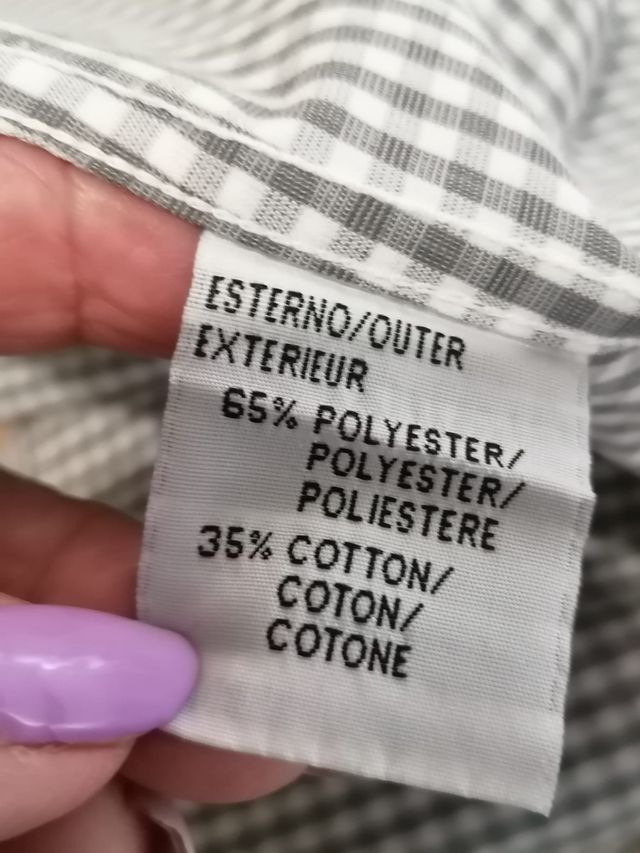 ESTERNO/OUTER
EXTERIEUR
65% POLYESTER/
POLYESTER/
POLIESTERE
35% COTTON/
COTON/
COTONE